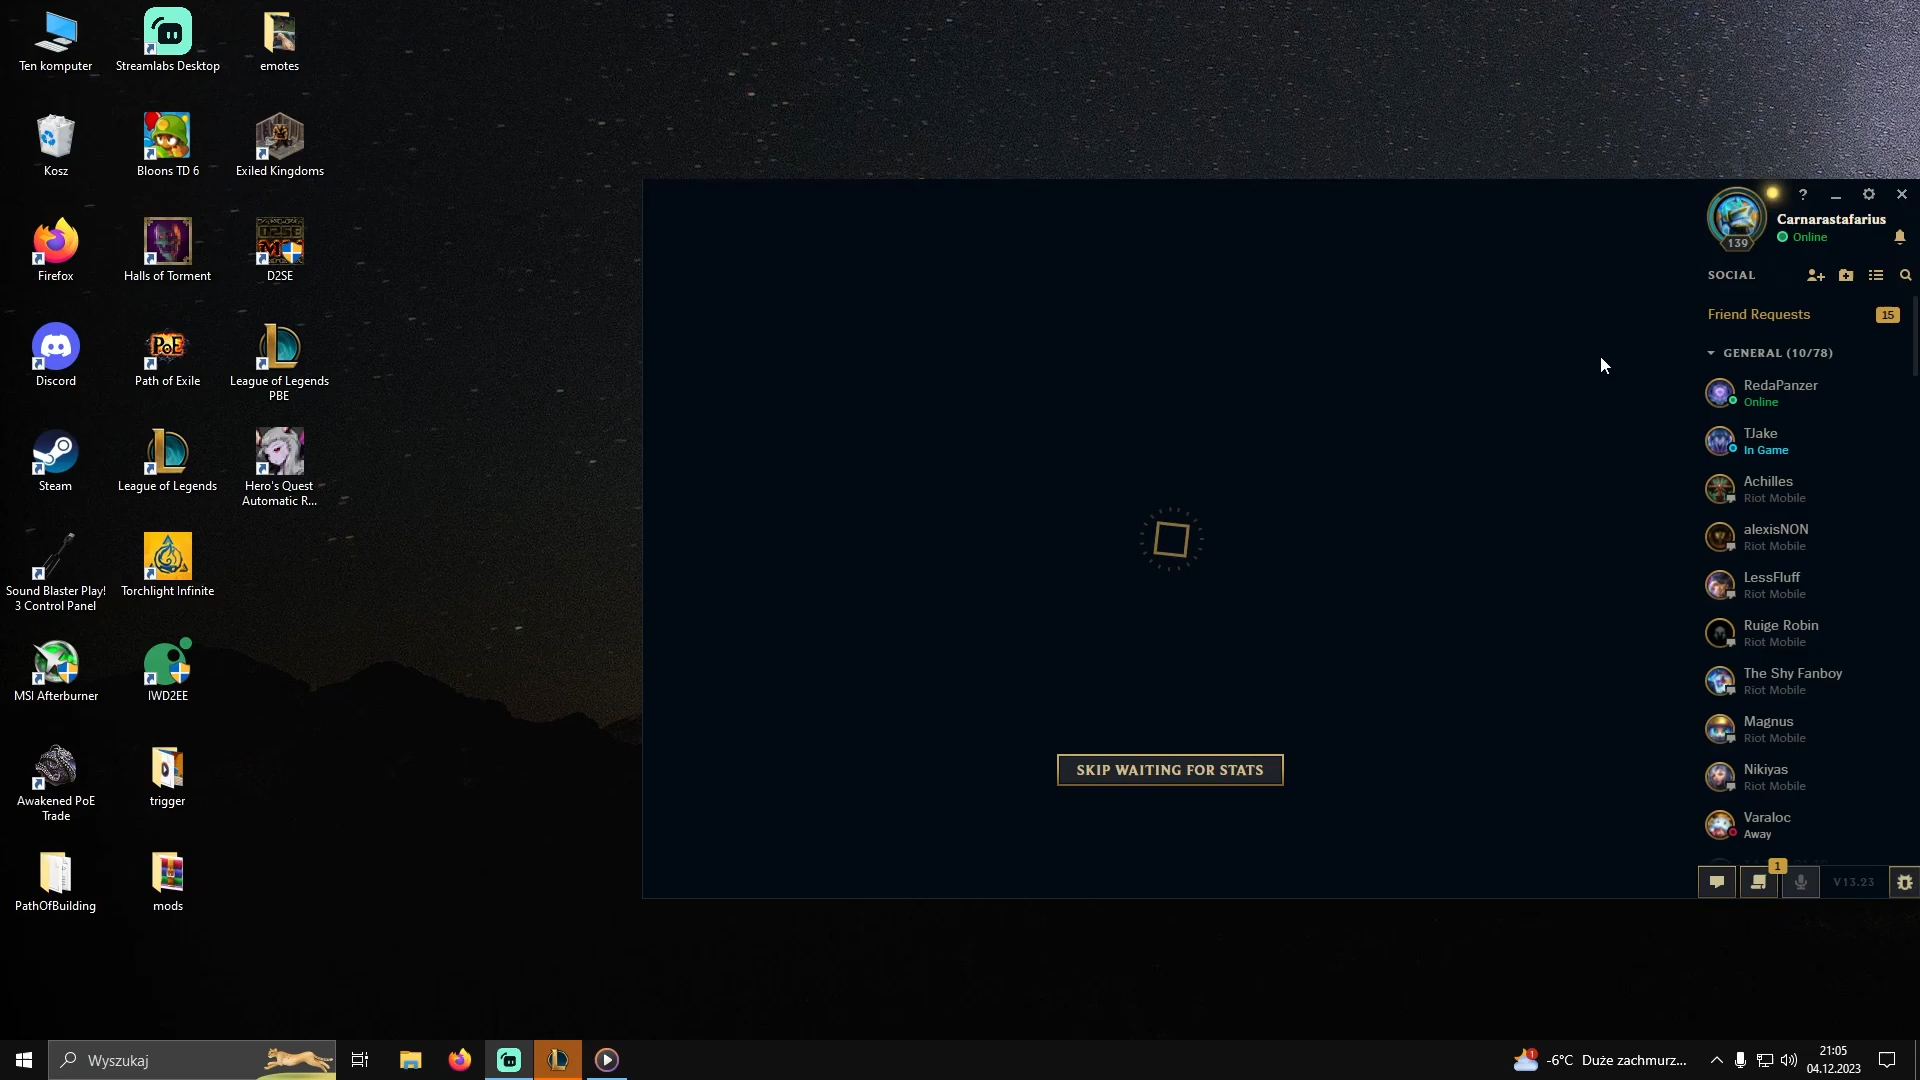 Ten komputer
Streamlabs Desktop
emotes
Kosz
Bloons TD 6
Exiled Kingdoms
Firefox
Halls of Torment
D2SE
Discord
Path of Exile
League of Legends
PBE
Steam
League of Legends
Hero's Quest
Automatic R...
Sound Blaster Play!
3 Control Panel
Torchlight Infinite
MSI Afterburner
IWD2EE
Awakened PoE
Trade
trigger
PathOfBuilding
mods
?
139
Carnarastafarius
Online
SOCIAL
Friend Requests
15
GENERAL (10/78)
RedaPanzer
Online
TJake
In Game
Achilles
Riot Mobile
alexisNON
Riot Mobile
LessFluff
Riot Mobile
Ruige Robin
Riot Mobile
The Shy Fanboy
Riot Mobile
Magnus
Riot Mobile
Nikiyas
Riot Mobile
Varaloc
Away
1
V13.23
SKIP WAITING FOR STATS
Wyszukaj
1
-6°C Duże zachmurz...
21:05
04.12.2023